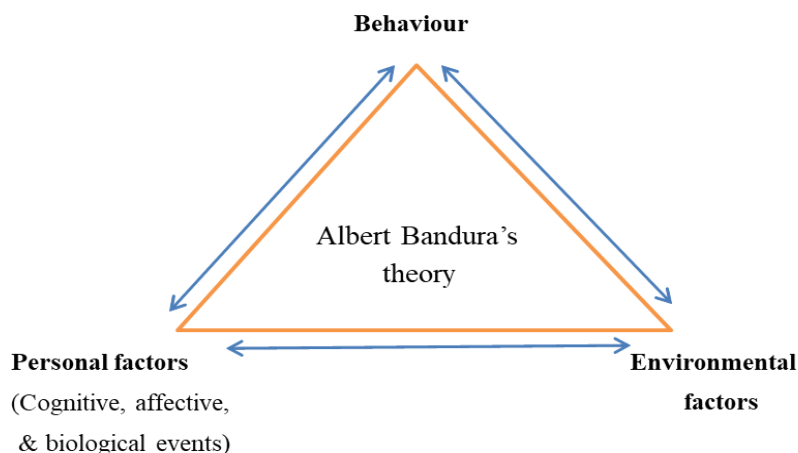 Behaviour
Albert Bandura's
theory
Personal factors
(Cognitive, affective,
& biological events)
Environmental
factors